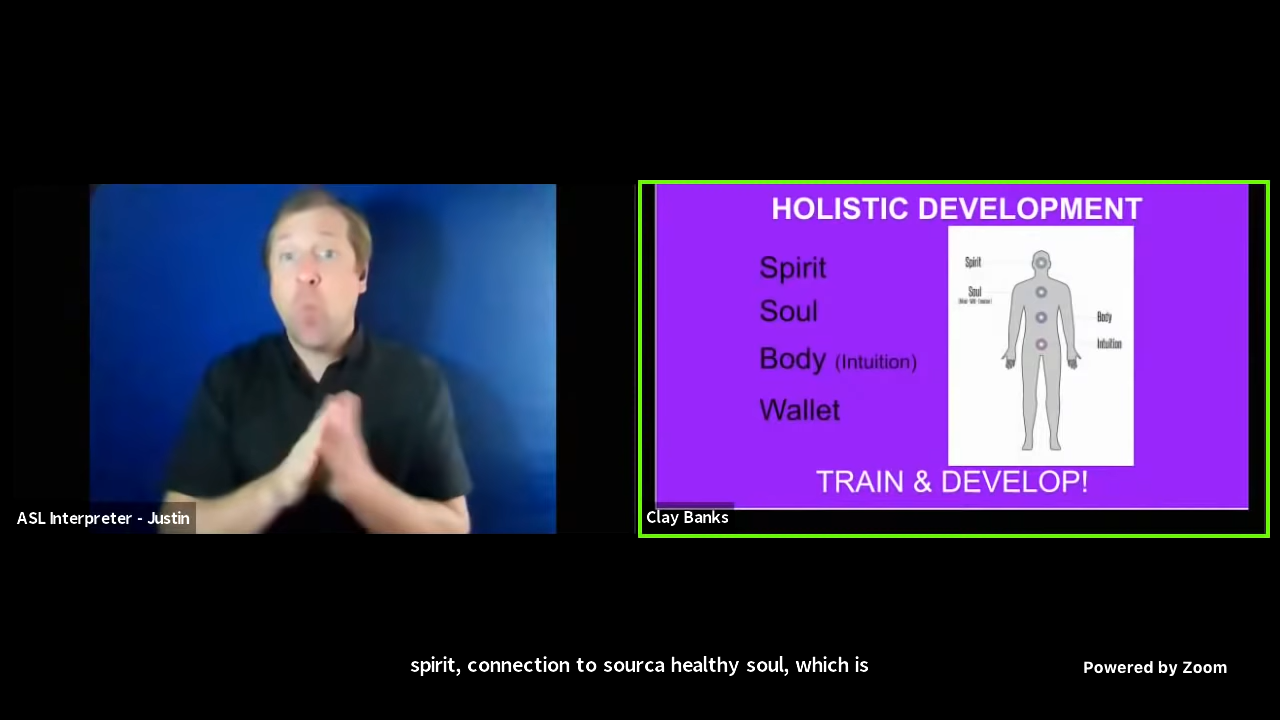 HOLISTIC DEVELOPMENT
Spirit
Soul
Body (Intuition)
Wallet
Spirit
Soul
Body
Intuition
TRAIN & DEVELOP!
ASL Interpreter - Justin
Clay Banks
spirit, connection to sourca healthy soul, which is
Powered by Zoom